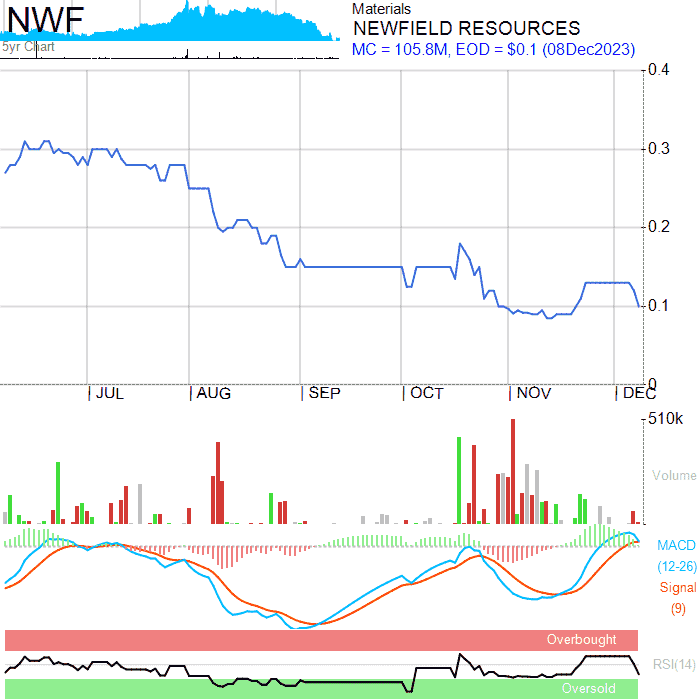 NWF
5yr Chart
Materials
NEWFIELD RESOURCES
MC = 105.8M, EOD = $0.1 (08Dec2023)
0.4
0.3
0.2
0.1
0
JUL
AUG
SEP
OCT
NOV
DEC
510k
Volume
MACD
(12-26)
Signal
(9)
Overbought
RSI(14)
Oversold